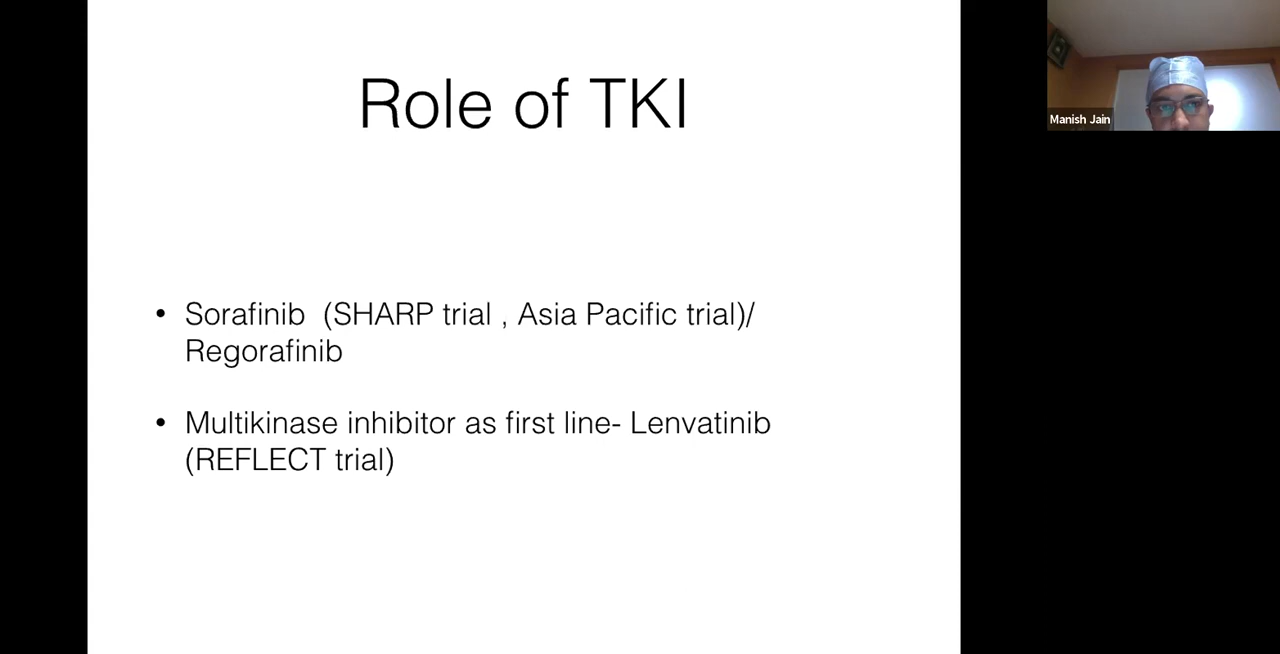 Role of TKI
• Sorafinib (SHARP trial , Asia Pacific trial)/
Regorafinib
• Multikinase inhibitor as first line- Lenvatinib
(REFLECT trial)
Manish Jain